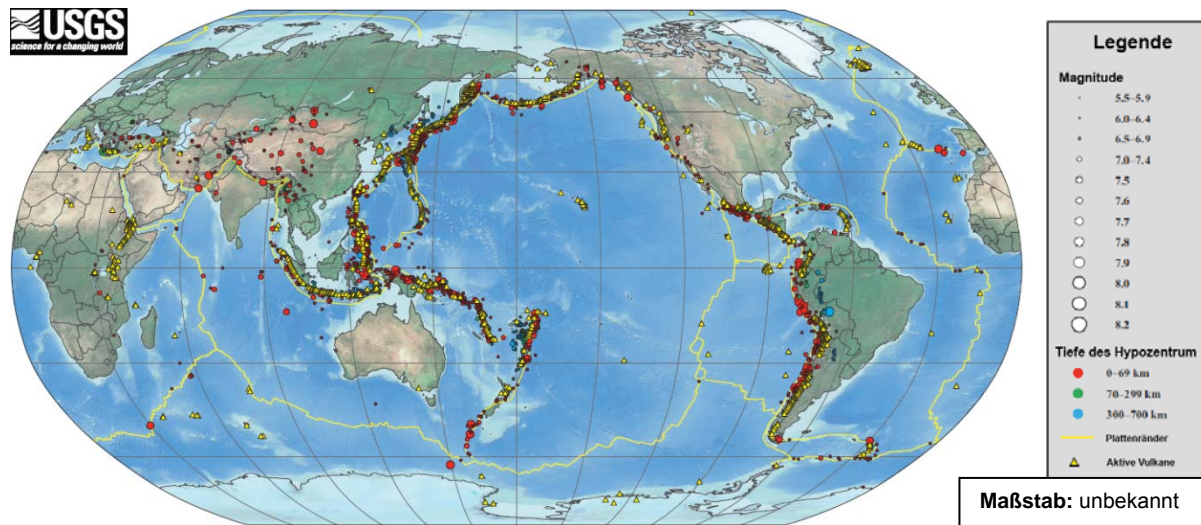 USGS
science for a changing world
Legende
Magnitude
5.5–5.9
6.0–6.4
6.5–6.9
7.0–7.4
7.5
7.6
7.7
7.8
7.9
8.0
8.1
8.2
Tiefe des Hypozentrum
0–69 km
70–299 km
300–700 km
Plattenränder
Aktive Vulkane
Maßstab: unbekannt